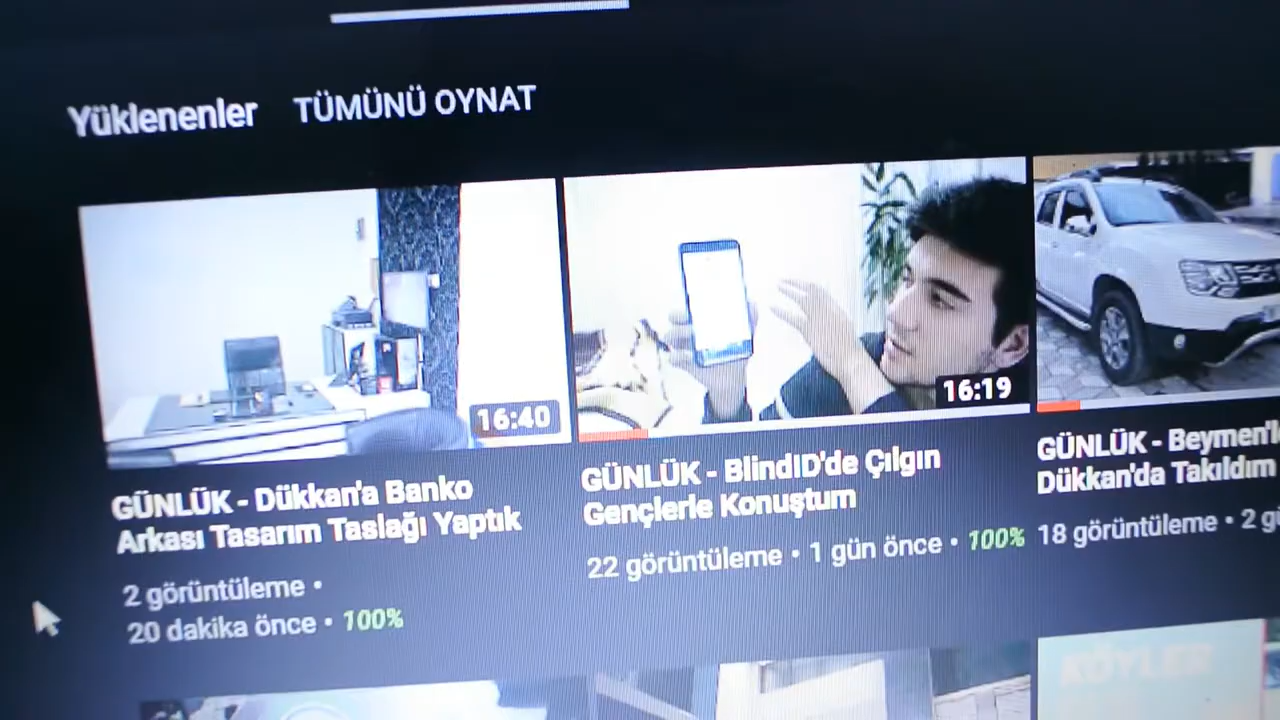 Yüklenenler TÜMÜNÜ OYNAT
16:40
16:19
GÜNLÜK - Dükkan'a Banko
Arkası Tasarım Taslağı Yaptık
2 görüntüleme •
20 dakika önce • 100%
GÜNLÜK - BlindID'de Çılgın
Gençlerle Konuştum
22 görüntüleme • 1 gün önce • 100%
GÜNLÜK - Beymen'l
Dükkan'da Takıldım
18 görüntüleme • 2 g
KÖYLER